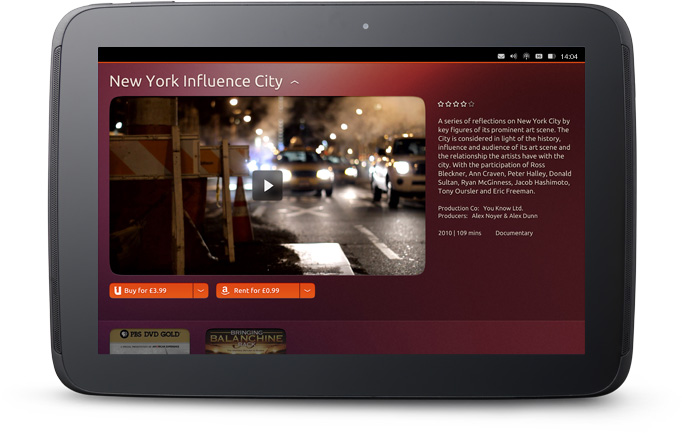 14:04
New York Influence City
A series of reflections on New York City by
key figures of its prominent art scene. The
City is considered in light of the history,
influence and audience of its art scene and
the relationship the artists have with the
city. With the participation of Ross
Bleckner, Ann Craven, Peter Halley, Donald
Sultan, Ryan McGinness, Jacob Hashimoto,
Tony Oursler and Eric Freeman.
Production Co: You Know Ltd.
Producers: Alex Noyer & Alex Dunn
2010 | 109 mins Documentary
Buy for £3.99
Rent for £0.99
PBS DVD GOLD
BRINGING
BALANCHINE
BACK